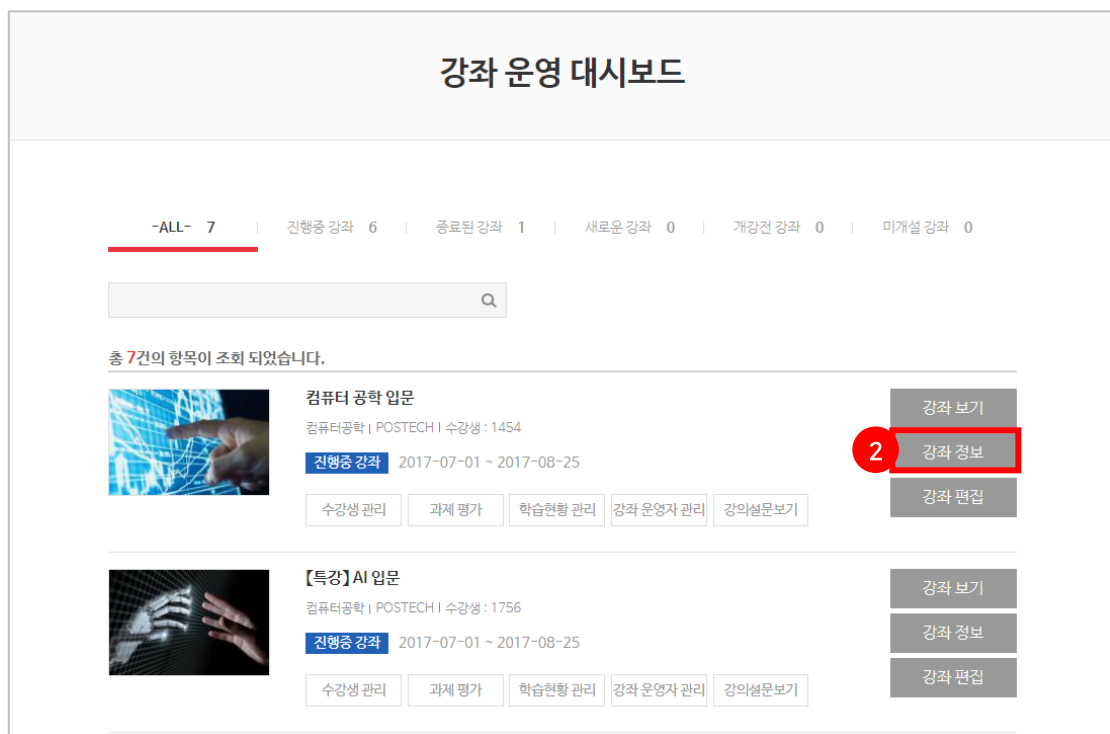 강좌 운영 대시보드
-ALL- 7 진행중 강좌 6 종료된 강좌 1 새로운 강좌 0 개강전 강좌 0 미개설 강좌 0
총 7건의 항목이 조회 되었습니다.
컴퓨터 공학 입문
컴퓨터공학 | POSTECH | 수강생 : 1454
진행중 강좌 2017-07-01 ~ 2017-08-25
수강생 관리 과제 평가 학습현황 관리 강좌 운영자 관리 강의설문보기
강좌 보기
2 강좌 정보
강좌 편집
【특강】 AI 입문
컴퓨터공학 | POSTECH | 수강생 : 1756
진행중 강좌 2017-07-01 ~ 2017-08-25
수강생 관리 과제 평가 학습현황 관리 강좌 운영자 관리 강의설문보기
강좌 보기
강좌 정보
강좌 편집